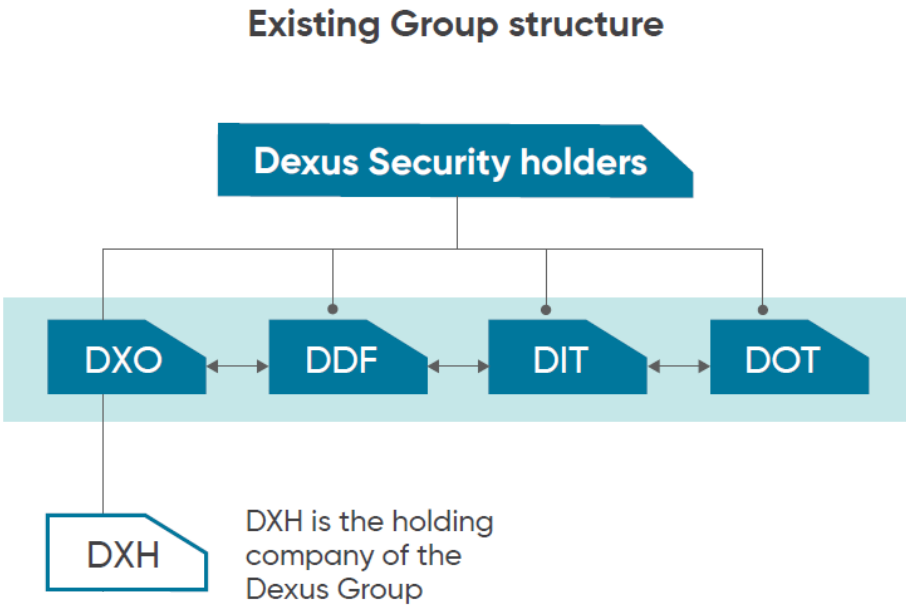 Existing Group structure
Dexus Security holders
DXO
DDF
DIT
DOT
DXH
DXH is the holding
company of the
Dexus Group